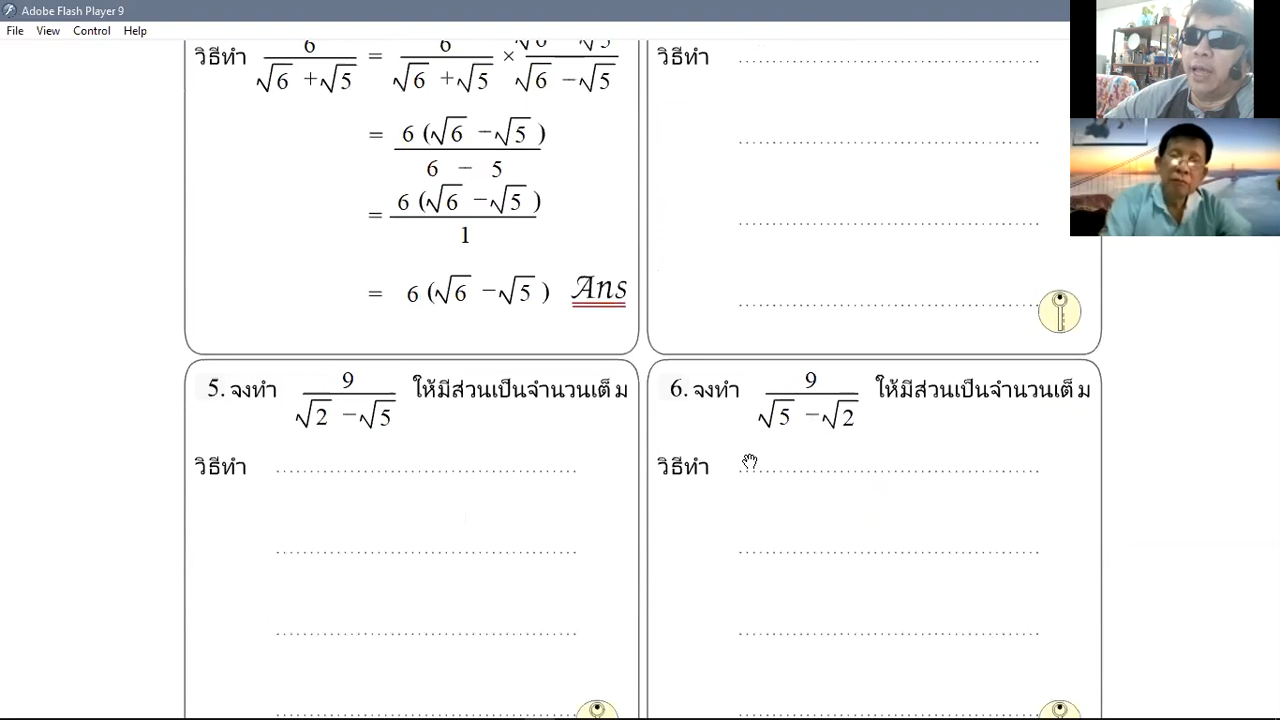 Adobe Flash Player 9
File View Control Help
วิธีทำ 6 / (√6 + √5) = 6 / (√6 + √5) × (√6 − √5) / (√6 − √5)
= 6 (√6 − √5) / (6 − 5)
= 6 (√6 − √5) / 1
= 6 (√6 − √5) Ans
วิธีทำ
5. จงทำ 9 / (√2 − √5) ให้มีส่วนเป็นจำนวนเต็ม
วิธีทำ
6. จงทำ 9 / (√5 − √2) ให้มีส่วนเป็นจำนวนเต็ม
วิธีทำ